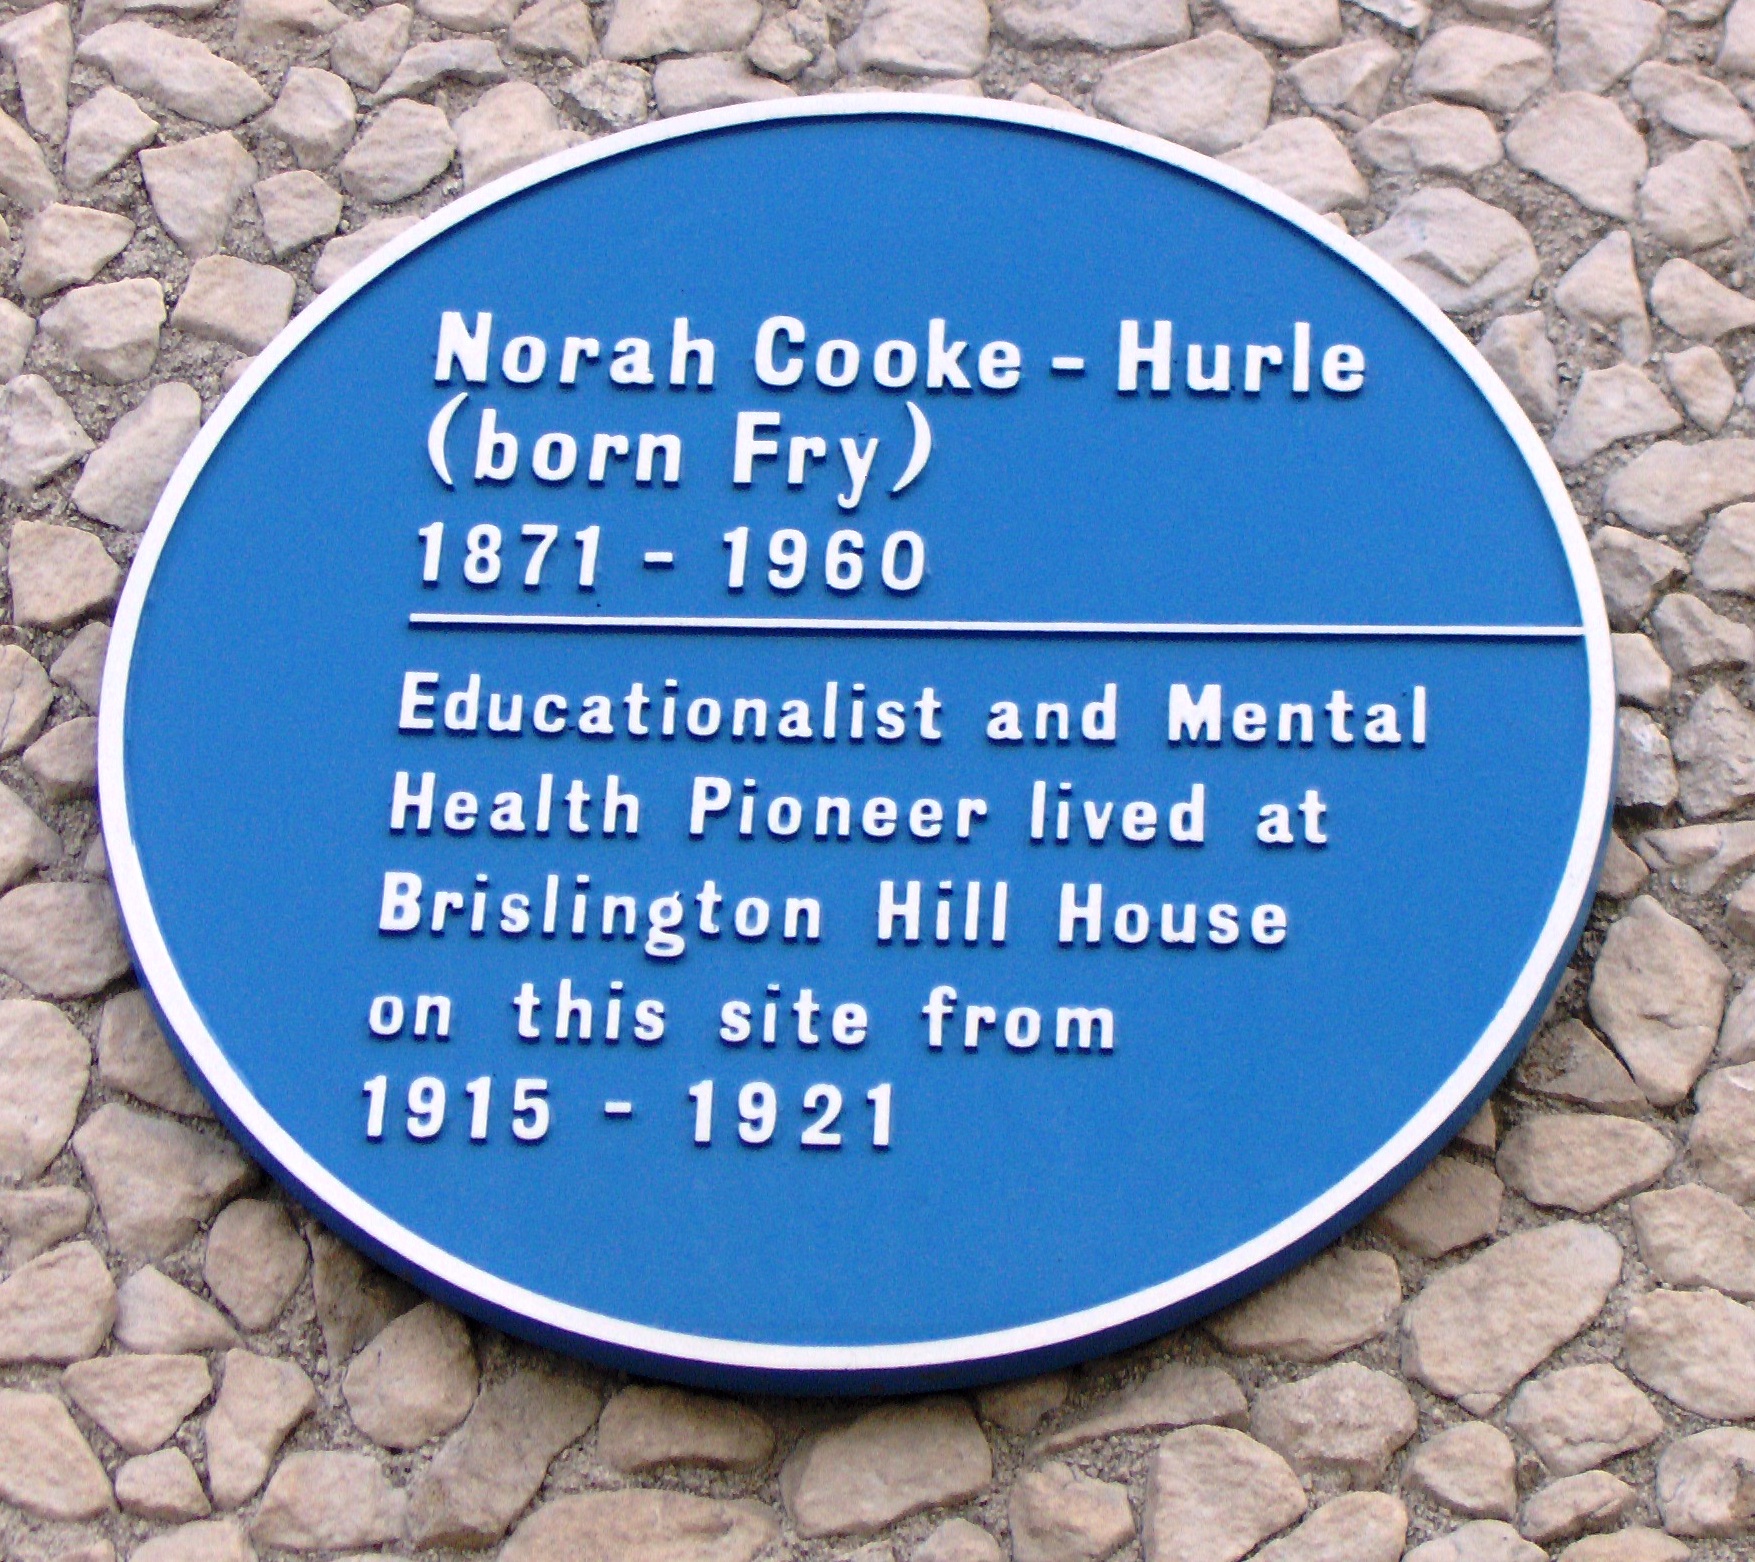 Norah Cooke - Hurle
(born Fry)
1871 - 1960
Educationalist and Mental
Health Pioneer lived at
Brislington Hill House
on this site from
1915 - 1921